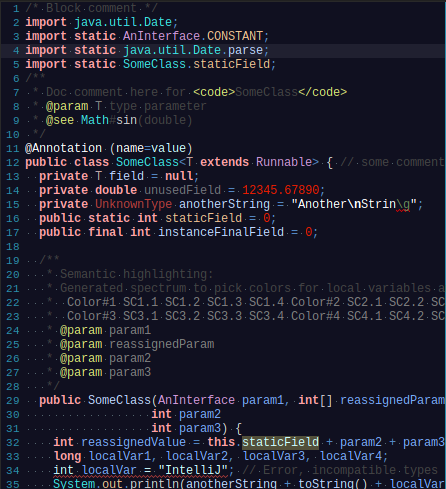 1 /* Block comment */
2 import java.util.Date;
3 import static AnInterface.CONSTANT;
4 import static java.util.Date.parse;
5 import static SomeClass.staticField;
6 /**
7  * Doc comment here for <code>SomeClass</code>
8  * @param T type parameter
9  * @see Math#sin(double)
10  */
11 @Annotation (name=value)
12 public class SomeClass<T extends Runnable> { // some comment
13   private T field = null;
14   private double unusedField = 12345.67890;
15   private UnknownType anotherString = "Another\nStrin\g";
16   public static int staticField = 0;
17   public final int instanceFinalField = 0;
18
19   /**
20    * Semantic highlighting:
21    * Generated spectrum to pick colors for local variables a
22    *  Color#1 SC1.1 SC1.2 SC1.3 SC1.4 Color#2 SC2.1 SC2.2 SC
23    *  Color#3 SC3.1 SC3.2 SC3.3 SC3.4 Color#4 SC4.1 SC4.2 SC
24    * @param param1
25    * @param reassignedParam
26    * @param param2
27    * @param param3
28    */
29   public SomeClass(AnInterface param1, int[] reassignedParam
30                   int param2
31                   int param3) {
32     int reassignedValue = this.staticField + param2 + param3
33     long localVar1, localVar2, localVar3, localVar4;
34     int localVar = "IntelliJ"; // Error, incompatible types
35     System.out.println(anotherString + toString() + localVar